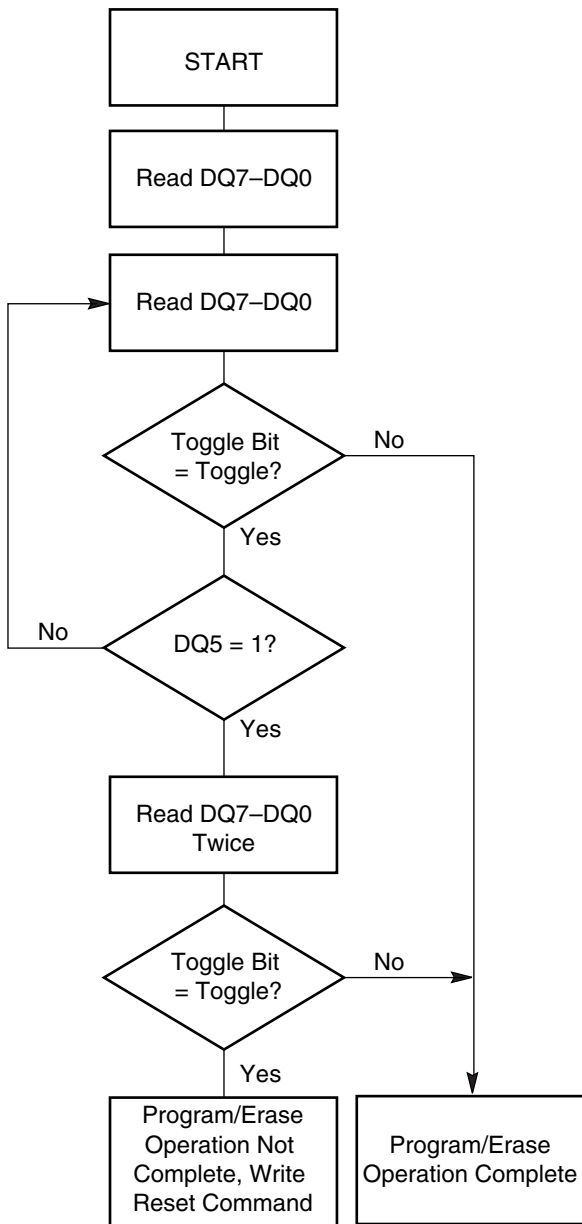 START
Read DQ7–DQ0
Read DQ7–DQ0
Toggle Bit
= Toggle?
No
Yes
No
DQ5 = 1?
Yes
Read DQ7–DQ0
Twice
Toggle Bit
= Toggle?
No
Yes
Program/Erase
Operation Not
Complete, Write
Reset Command
Program/Erase
Operation Complete